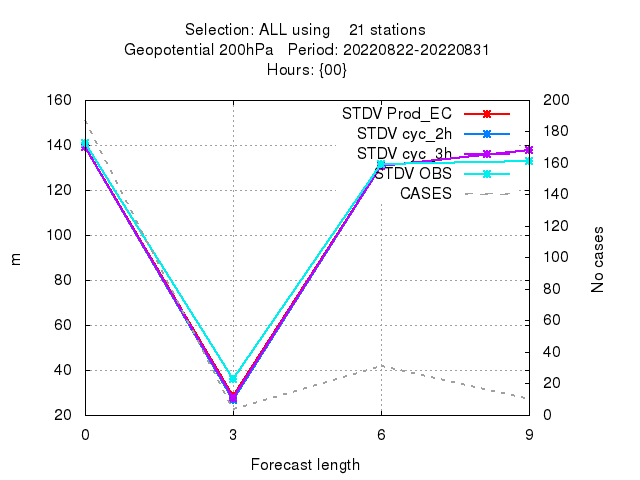 Selection: ALL using    21 stations
Geopotential 200hPa   Period: 20220822-20220831
Hours: {00}
160
140
120
100
80
60
40
20
m
200
180
160
140
120
100
80
60
40
20
0
No cases
STDV Prod_EC
STDV cyc_2h
STDV cyc_3h
STDV OBS
CASES
0
3
6
9
Forecast length